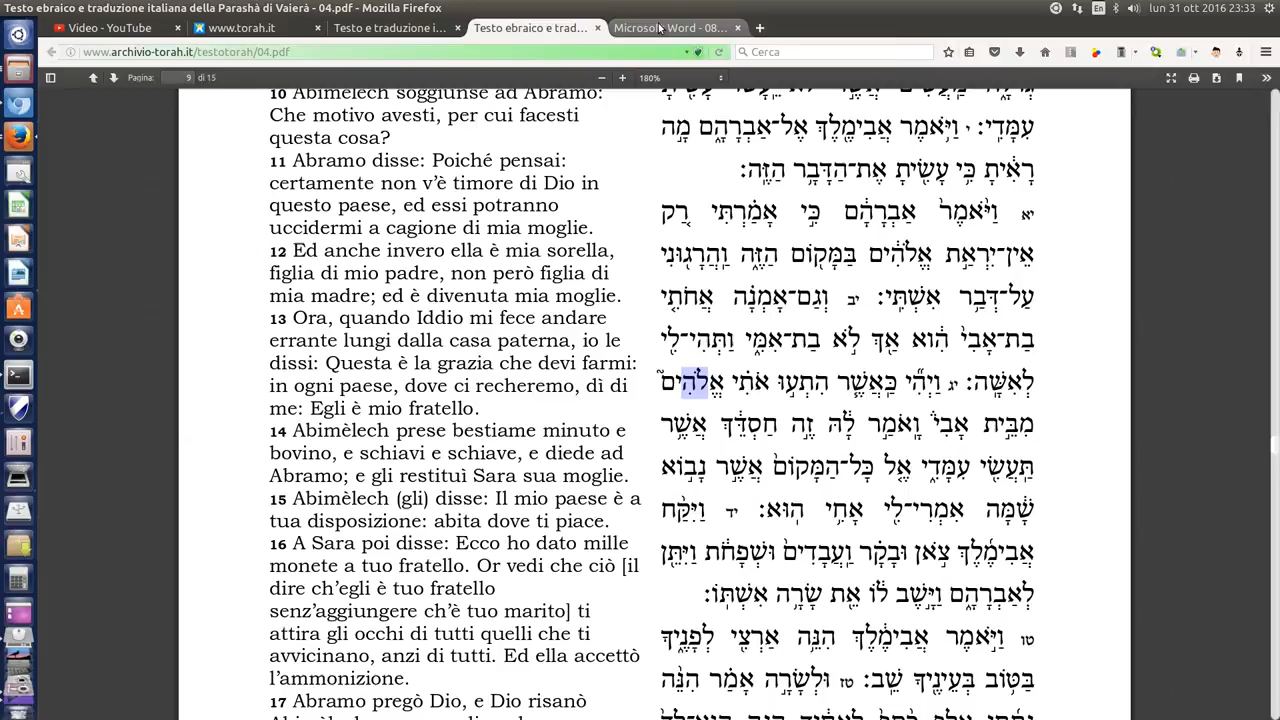 Testo ebraico e traduzione italiana della Parashà di Vaierà - 04.pdf - Mozilla Firefox
En
lun 31 ott 2016 23:33
Video - YouTube
www.torah.it
Testo e traduzione i...
Testo ebraico e trad...
Microsoft Word - 08...
www.archivio-torah.it/testotorah/04.pdf
Cerca
Pagina: 9 di 15
180%
10 Abimèlech soggiunse ad Abramo:
Che motivo avesti, per cui facesti
questa cosa?
11 Abramo disse: Poiché pensai:
certamente non v’è timore di Dio in
questo paese, ed essi potranno
uccidermi a cagione di mia moglie.
12 Ed anche invero ella è mia sorella,
figlia di mio padre, non però figlia di
mia madre; ed è divenuta mia moglie.
13 Ora, quando Iddio mi fece andare
errante lungi dalla casa paterna, io le
dissi: Questa è la grazia che devi farmi:
in ogni paese, dove ci recheremo, dì di
me: Egli è mio fratello.
14 Abimèlech prese bestiame minuto e
bovino, e schiavi e schiave, e diede ad
Abramo; e gli restituì Sara sua moglie.
15 Abimèlech (gli) disse: Il mio paese è a
tua disposizione: abita dove ti piace.
16 A Sara poi disse: Ecco ho dato mille
monete a tuo fratello. Or vedi che ciò [il
dire ch’egli è tuo fratello
senz’aggiungere ch’è tuo marito] ti
attira gli occhi di tutti quelli che ti
avvicinano, anzi di tutti. Ed ella accettò
l’ammonizione.
17 Abramo pregò Dio, e Dio risanò
עִמָּדִֽי׃ י וַיֹּ֥אמֶר אֲבִימֶ֖לֶךְ אֶל־אַבְרָהָ֑ם מָ֣ה
רָאִ֔יתָ כִּ֥י עָשִׂ֖יתָ אֶת־הַדָּבָ֥ר הַזֶּֽה׃
יא וַיֹּ֙אמֶר֙ אַבְרָהָ֔ם כִּ֣י אָמַ֗רְתִּי רַ֚ק
אֵין־יִרְאַ֣ת אֱלֹהִ֔ים בַּמָּק֖וֹם הַזֶּ֑ה וַהֲרָג֖וּנִי
עַל־דְּבַ֥ר אִשְׁתִּֽי׃ יב וְגַם־אָמְנָ֗ה אֲחֹתִ֤י
בַת־אָבִי֙ הִ֔וא אַ֖ךְ לֹ֣א בַת־אִמִּ֑י וַתְּהִי־לִ֖י
לְאִשָּֽׁה׃ יג וַיְהִ֞י כַּאֲשֶׁ֧ר הִתְע֣וּ אֹתִ֗י אֱלֹהִים֮
מִבֵּ֣ית אָבִי֒ וָאֹמַ֣ר לָ֔הּ זֶ֣ה חַסְדֵּ֔ךְ אֲשֶׁ֥ר
תַּעֲשִׂ֖י עִמָּדִ֑י אֶ֤ל כָּל־הַמָּקוֹם֙ אֲשֶׁ֣ר נָב֣וֹא
שָׁ֔מָּה אִמְרִי־לִ֖י אָחִ֥י הֽוּא׃ יד וַיִּקַּ֨ח
אֲבִימֶ֜לֶךְ צֹ֣אן וּבָקָ֗ר וַעֲבָדִים֙ וּשְׁפָחֹ֔ת וַיִּתֵּ֖ן
לְאַבְרָהָ֑ם וַיָּ֣שֶׁב ל֔וֹ אֵ֖ת שָׂרָ֥ה אִשְׁתּֽוֹ׃
טו וַיֹּ֣אמֶר אֲבִימֶ֔לֶךְ הִנֵּ֥ה אַרְצִ֖י לְפָנֶ֑יךָ
בַּטּ֥וֹב בְּעֵינֶ֖יךָ שֵֽׁב׃ טז וּלְשָׂרָ֣ה אָמַ֗ר הִנֵּ֨ה